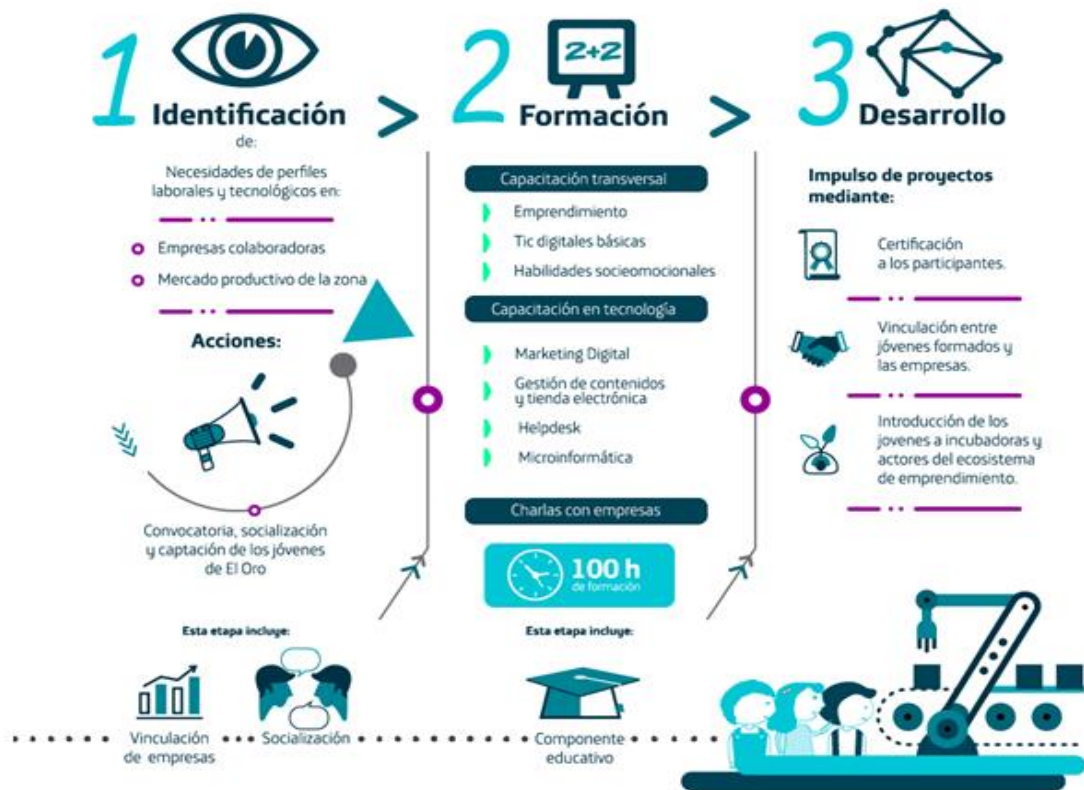 1
Identificación
de:
Necesidades de perfiles
laborales y tecnológicos en:
Empresas colaboradoras
Mercado productivo de la zona
Acciones:
Convocatoria, socialización
y captación de los jóvenes
de El Oro
Esta etapa incluye:
Vinculación
de empresas
Socialización
>
2
2+2
Formación
Capacitación transversal
Emprendimiento
Tic digitales básicas
Habilidades socieomocionales
Capacitación en tecnología
Marketing Digital
Gestión de contenidos
y tienda electrónica
Helpdesk
Microinformática
Charlas con empresas
100 h
de formación
Esta etapa incluye:
Componente
educativo
>
3
Desarrollo
Impulso de proyectos
mediante:
Certificación
a los participantes.
Vinculación entre
jóvenes formados y
las empresas.
Introducción de los
jovenes a incubadoras y
actores del ecosistema
de emprendimiento.